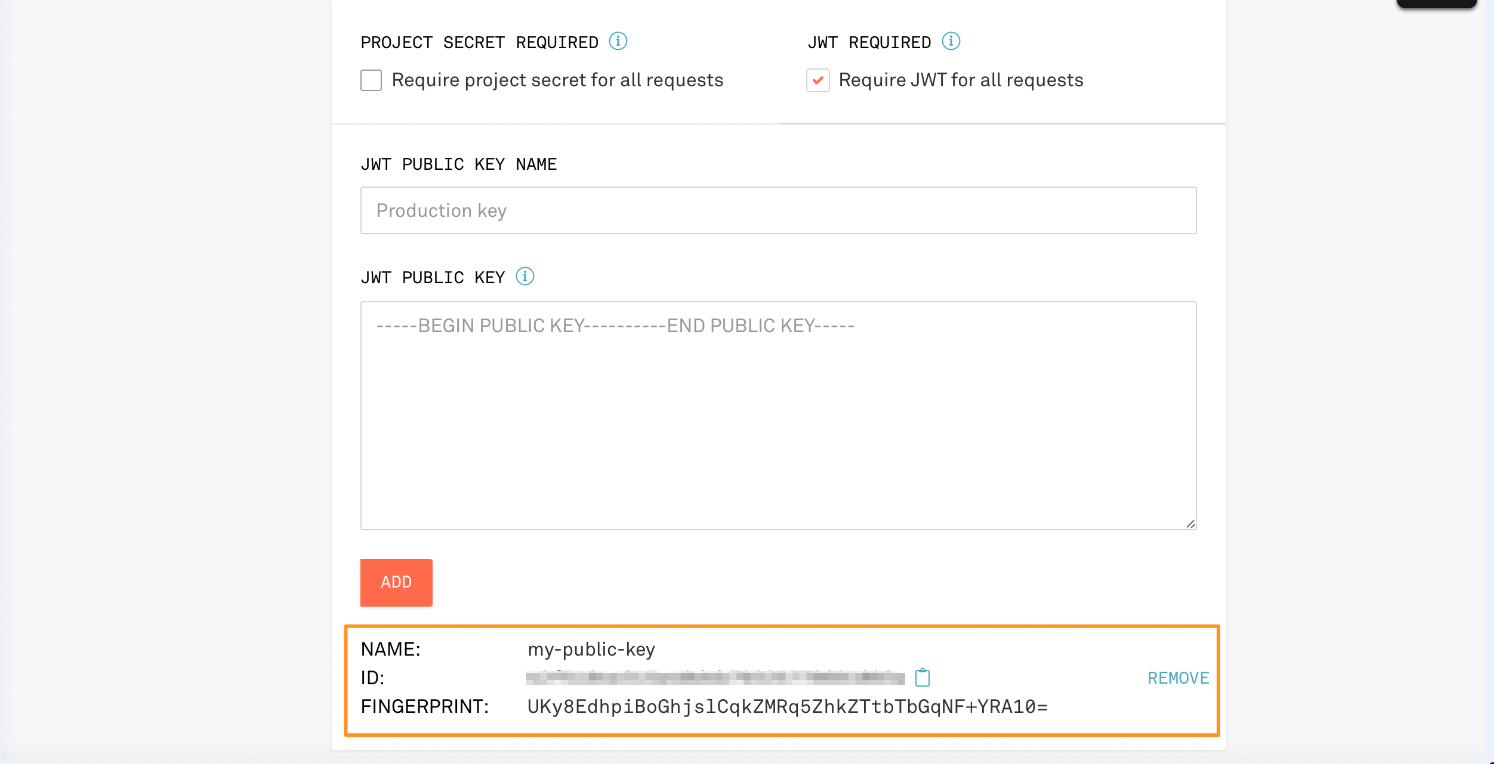 PROJECT SECRET REQUIRED
JWT REQUIRED
Require project secret for all requests
Require JWT for all requests
JWT PUBLIC KEY NAME
Production key
JWT PUBLIC KEY
-----BEGIN PUBLIC KEY----------END PUBLIC KEY-----
ADD
NAME: my-public-key
ID: REMOVE
FINGERPRINT: UKy8EdhpiBoGhjslCqkZMRq5ZhkZTtbTbGqNF+YRA10=